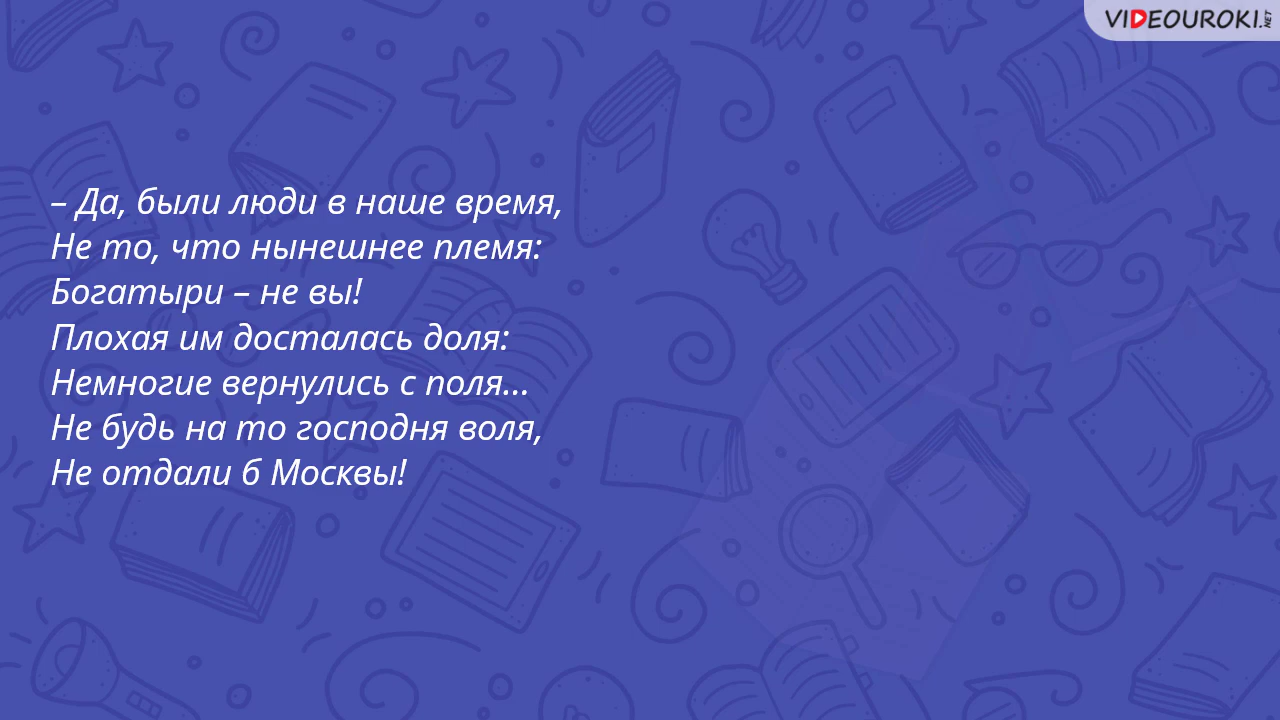 VIDEOUROKI.NET
– Да, были люди в наше время,
Не то, что нынешнее племя:
Богатыри – не вы!
Плохая им досталась доля:
Немногие вернулись с поля...
Не будь на то господня воля,
Не отдали б Москвы!